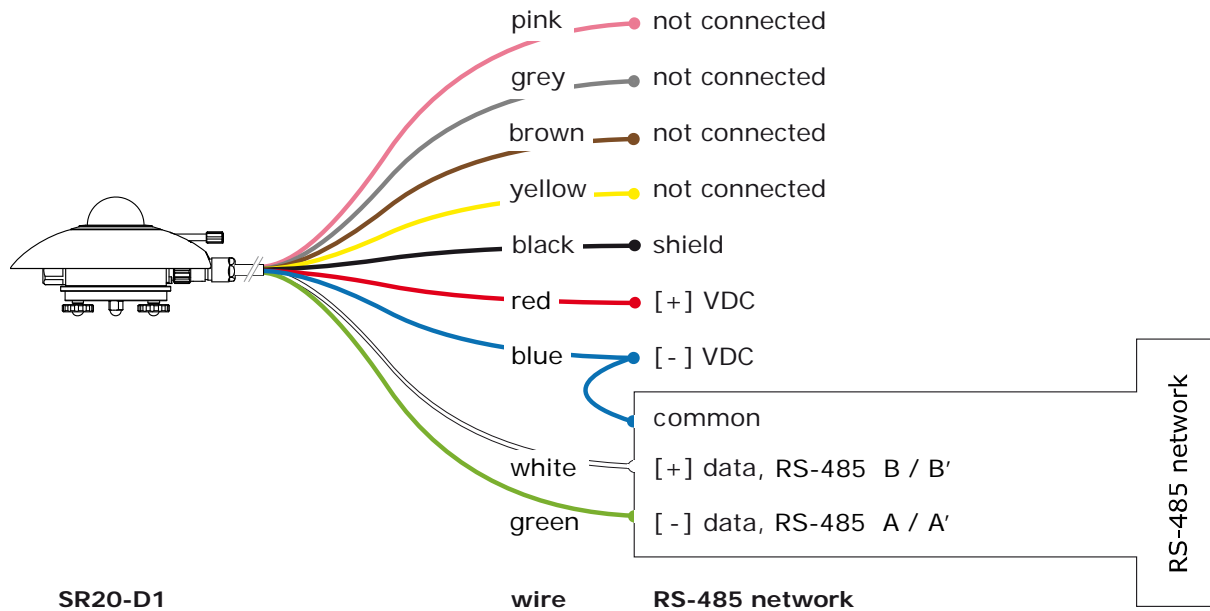 pink not connected
grey not connected
brown not connected
yellow not connected
black shield
red [+] VDC
blue [-] VDC
common
white [+] data, RS-485 B / B′
green [-] data, RS-485 A / A′
RS-485 network
SR20-D1 wire RS-485 network